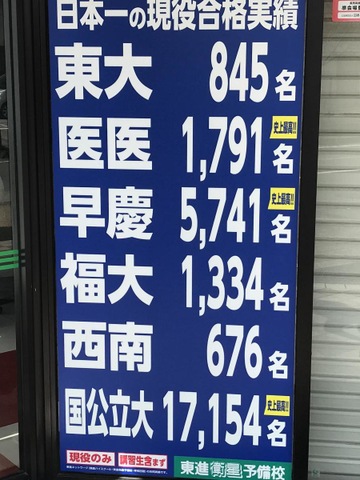 日本一の現役合格実績
東大 845名
医医 1,791名 史上最高!!
早慶 5,741名 史上最高!!
福大 1,334名
西南 676名
国公立大 17,154名 史上最高!!
現役のみ 講習生含まず 東進衛星予備校